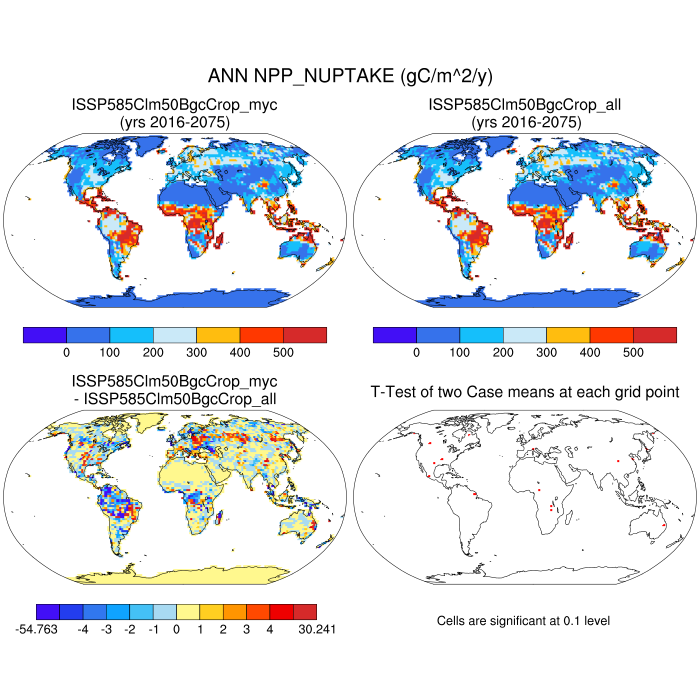 ANN NPP_NUPTAKE (gC/m^2/y)
ISSP585Clm50BgcCrop_myc
(yrs 2016-2075)
ISSP585Clm50BgcCrop_all
(yrs 2016-2075)
0 100 200 300 400 500
0 100 200 300 400 500
ISSP585Clm50BgcCrop_myc
- ISSP585Clm50BgcCrop_all
T-Test of two Case means at each grid point
-54.763 -4 -3 -2 -1 0 1 2 3 4 30.241
Cells are significant at 0.1 level